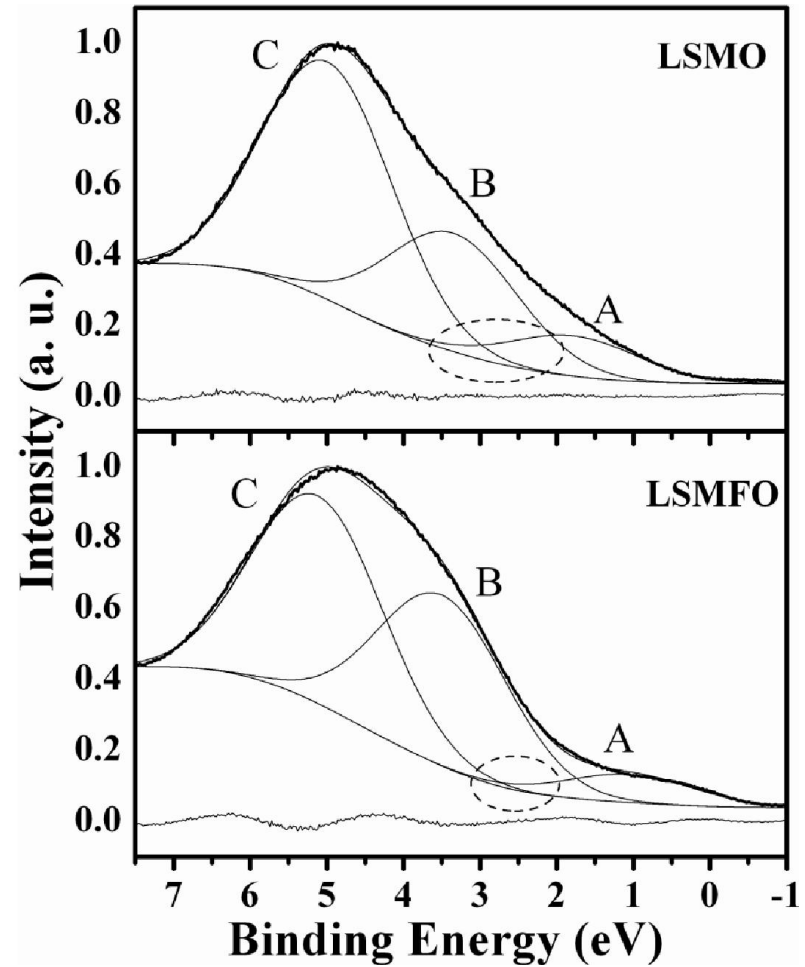 1.0
C
LSMO
0.8
B
0.6
0.4
A
0.2
0.0
1.0
C
LSMFO
0.8
B
0.6
0.4
A
0.2
0.0
7 6 5 4 3 2 1 0 -1
Binding Energy (eV)
Intensity (a. u.)